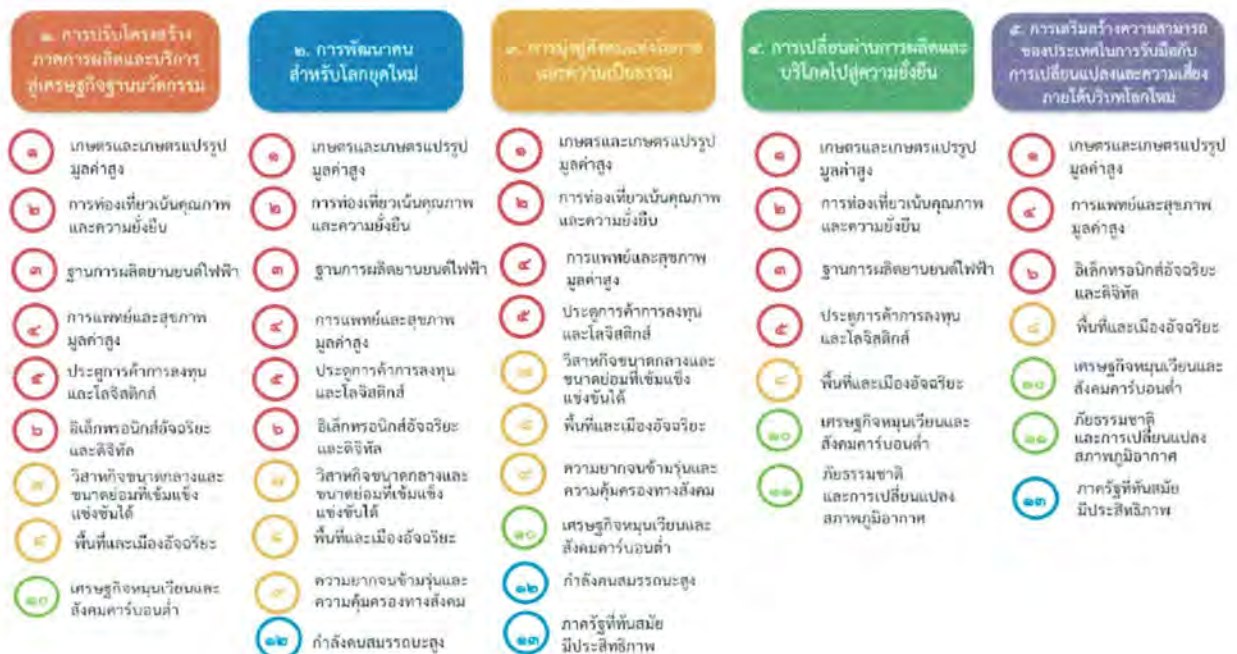 ๑. การปรับโครงสร้าง
ภาคการผลิตและบริการ
สู่เศรษฐกิจฐานนวัตกรรม
๑
เกษตรและเกษตรแปรรูป
มูลค่าสูง
๒
การท่องเที่ยวเน้นคุณภาพ
และความยั่งยืน
๓
ฐานการผลิตยานยนต์ไฟฟ้า
๔
การแพทย์และสุขภาพ
มูลค่าสูง
๕
ประตูการค้าการลงทุน
และโลจิสติกส์
๖
อิเล็กทรอนิกส์อัจฉริยะ
และดิจิทัล
๗
วิสาหกิจขนาดกลางและ
ขนาดย่อมที่เข้มแข็ง
แข่งขันได้
๘
พื้นที่และเมืองอัจฉริยะ
๑๐
เศรษฐกิจหมุนเวียนและ
สังคมคาร์บอนต่ำ
๒. การพัฒนาคน
สำหรับโลกยุคใหม่
๑
เกษตรและเกษตรแปรรูป
มูลค่าสูง
๒
การท่องเที่ยวเน้นคุณภาพ
และความยั่งยืน
๓
ฐานการผลิตยานยนต์ไฟฟ้า
๔
การแพทย์และสุขภาพ
มูลค่าสูง
๕
ประตูการค้าการลงทุน
และโลจิสติกส์
๖
อิเล็กทรอนิกส์อัจฉริยะ
และดิจิทัล
๗
วิสาหกิจขนาดกลางและ
ขนาดย่อมที่เข้มแข็ง
แข่งขันได้
๘
พื้นที่และเมืองอัจฉริยะ
๙
ความยากจนข้ามรุ่นและ
ความคุ้มครองทางสังคม
๑๒
กำลังคนสมรรถนะสูง
๓. การมุ่งสู่สังคมแห่งโอกาส
และความเป็นธรรม
๑
เกษตรและเกษตรแปรรูป
มูลค่าสูง
๒
การท่องเที่ยวเน้นคุณภาพ
และความยั่งยืน
๔
การแพทย์และสุขภาพ
มูลค่าสูง
๕
ประตูการค้าการลงทุน
และโลจิสติกส์
๗
วิสาหกิจขนาดกลางและ
ขนาดย่อมที่เข้มแข็ง
แข่งขันได้
๘
พื้นที่และเมืองอัจฉริยะ
๙
ความยากจนข้ามรุ่นและ
ความคุ้มครองทางสังคม
๑๐
เศรษฐกิจหมุนเวียนและ
สังคมคาร์บอนต่ำ
๑๒
กำลังคนสมรรถนะสูง
๑๓
ภาครัฐที่ทันสมัย
มีประสิทธิภาพ
๔. การเปลี่ยนผ่านการผลิตและ
บริโภคไปสู่ความยั่งยืน
๑
เกษตรและเกษตรแปรรูป
มูลค่าสูง
๒
การท่องเที่ยวเน้นคุณภาพ
และความยั่งยืน
๓
ฐานการผลิตยานยนต์ไฟฟ้า
๕
ประตูการค้าการลงทุน
และโลจิสติกส์
๘
พื้นที่และเมืองอัจฉริยะ
๑๐
เศรษฐกิจหมุนเวียนและ
สังคมคาร์บอนต่ำ
๑๑
ภัยธรรมชาติ
และการเปลี่ยนแปลง
สภาพภูมิอากาศ
๕. การเสริมสร้างความสามารถ
ของประเทศในการรับมือกับ
การเปลี่ยนแปลงและความเสี่ยง
ภายใต้บริบทโลกใหม่
๑
เกษตรและเกษตรแปรรูป
มูลค่าสูง
๔
การแพทย์และสุขภาพ
มูลค่าสูง
๖
อิเล็กทรอนิกส์อัจฉริยะ
และดิจิทัล
๘
พื้นที่และเมืองอัจฉริยะ
๑๐
เศรษฐกิจหมุนเวียนและ
สังคมคาร์บอนต่ำ
๑๑
ภัยธรรมชาติ
และการเปลี่ยนแปลง
สภาพภูมิอากาศ
๑๓
ภาครัฐที่ทันสมัย
มีประสิทธิภาพ